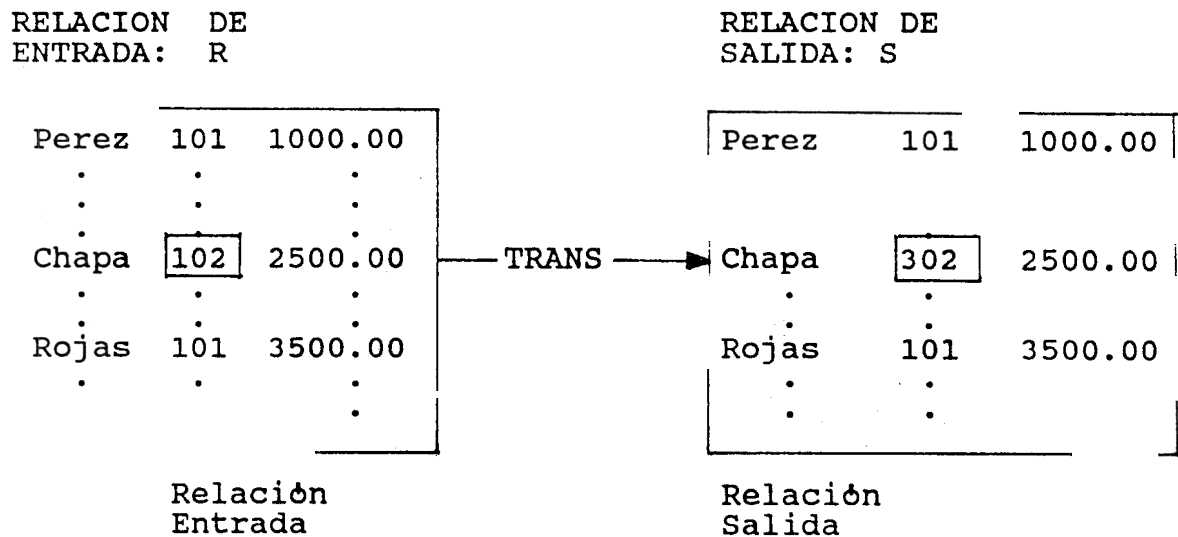 RELACION DE
ENTRADA: R
RELACION DE
SALIDA: S
Perez 101 1000.00
Chapa 102 2500.00
Rojas 101 3500.00
TRANS
Perez 101 1000.00
Chapa 302 2500.00
Rojas 101 3500.00
Relación
Entrada
Relación
Salida